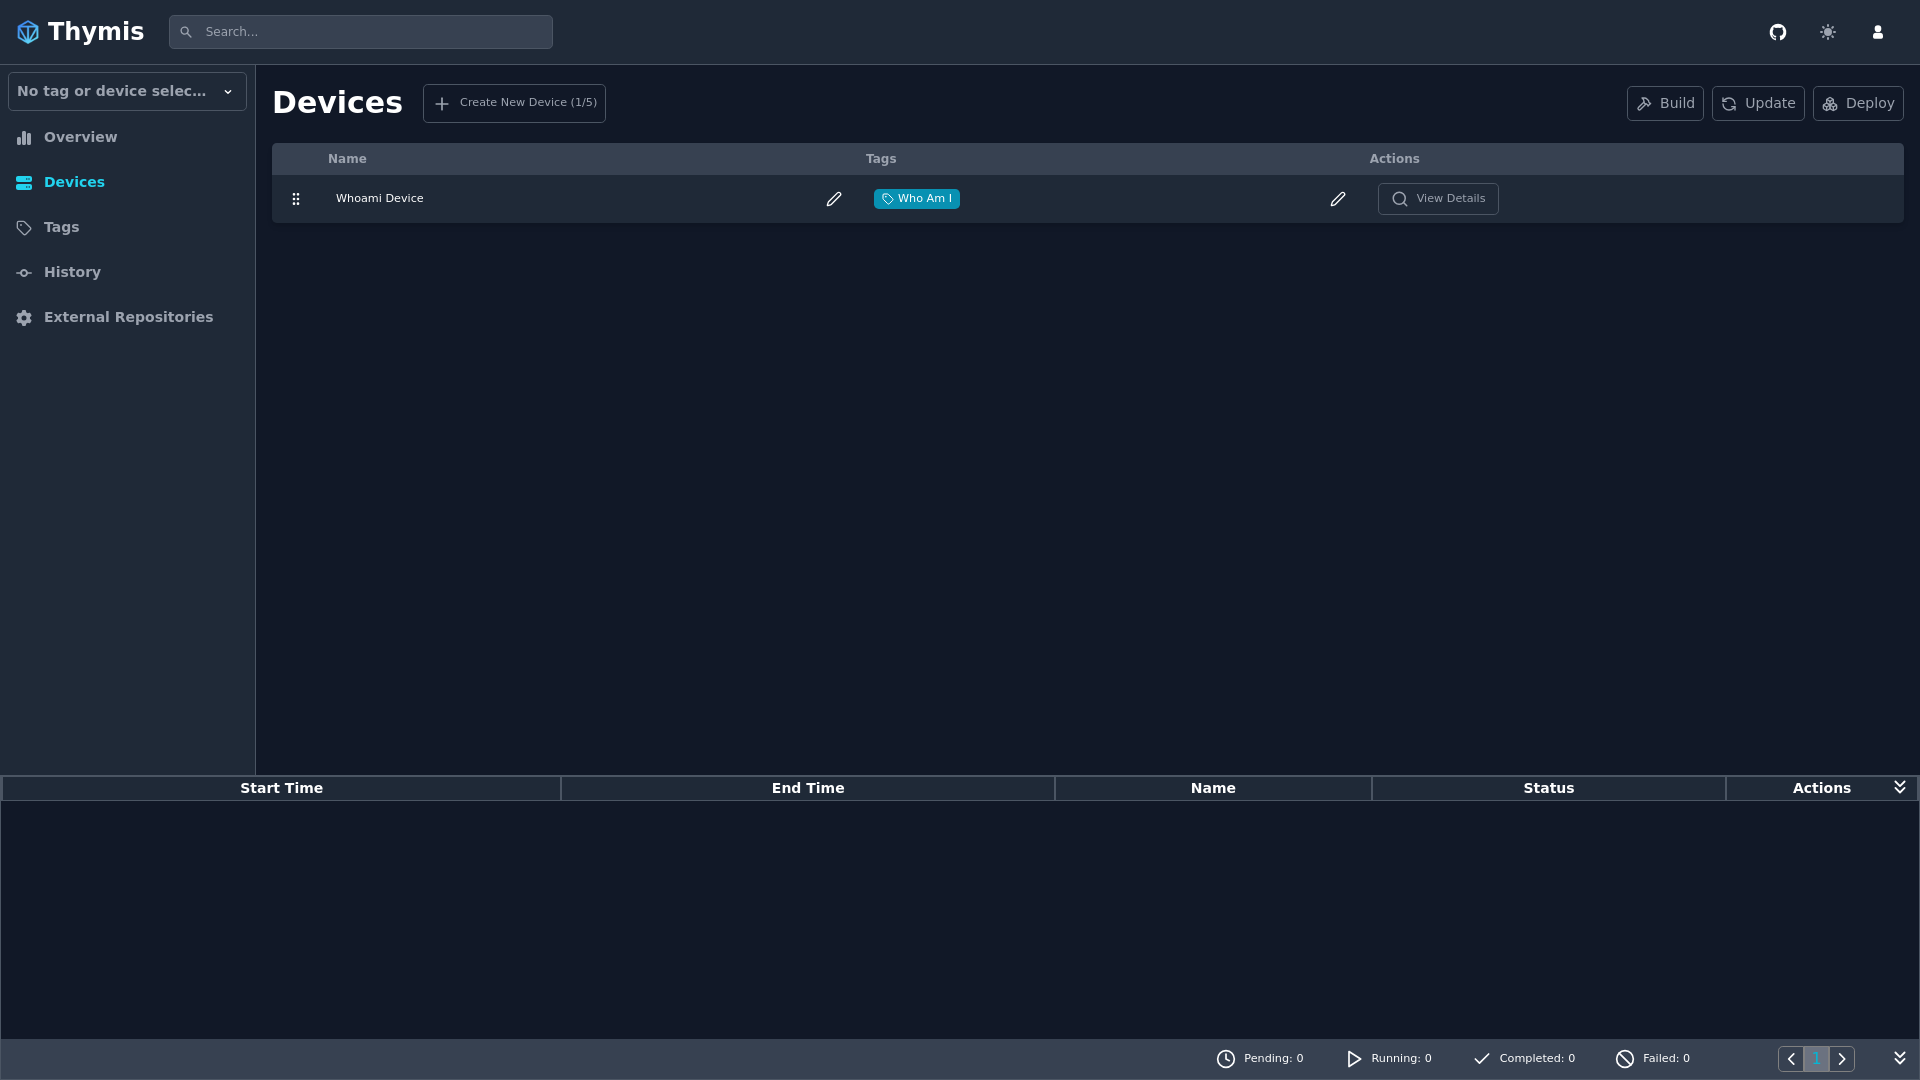 Thymis
Search...
No tag or device selec...
Overview
Devices
Tags
History
External Repositories
Devices
Create New Device (1/5)
Build
Update
Deploy
Name Tags Actions
Whoami Device Who Am I View Details
Start Time End Time Name Status Actions
Pending: 0 Running: 0 Completed: 0 Failed: 0 1